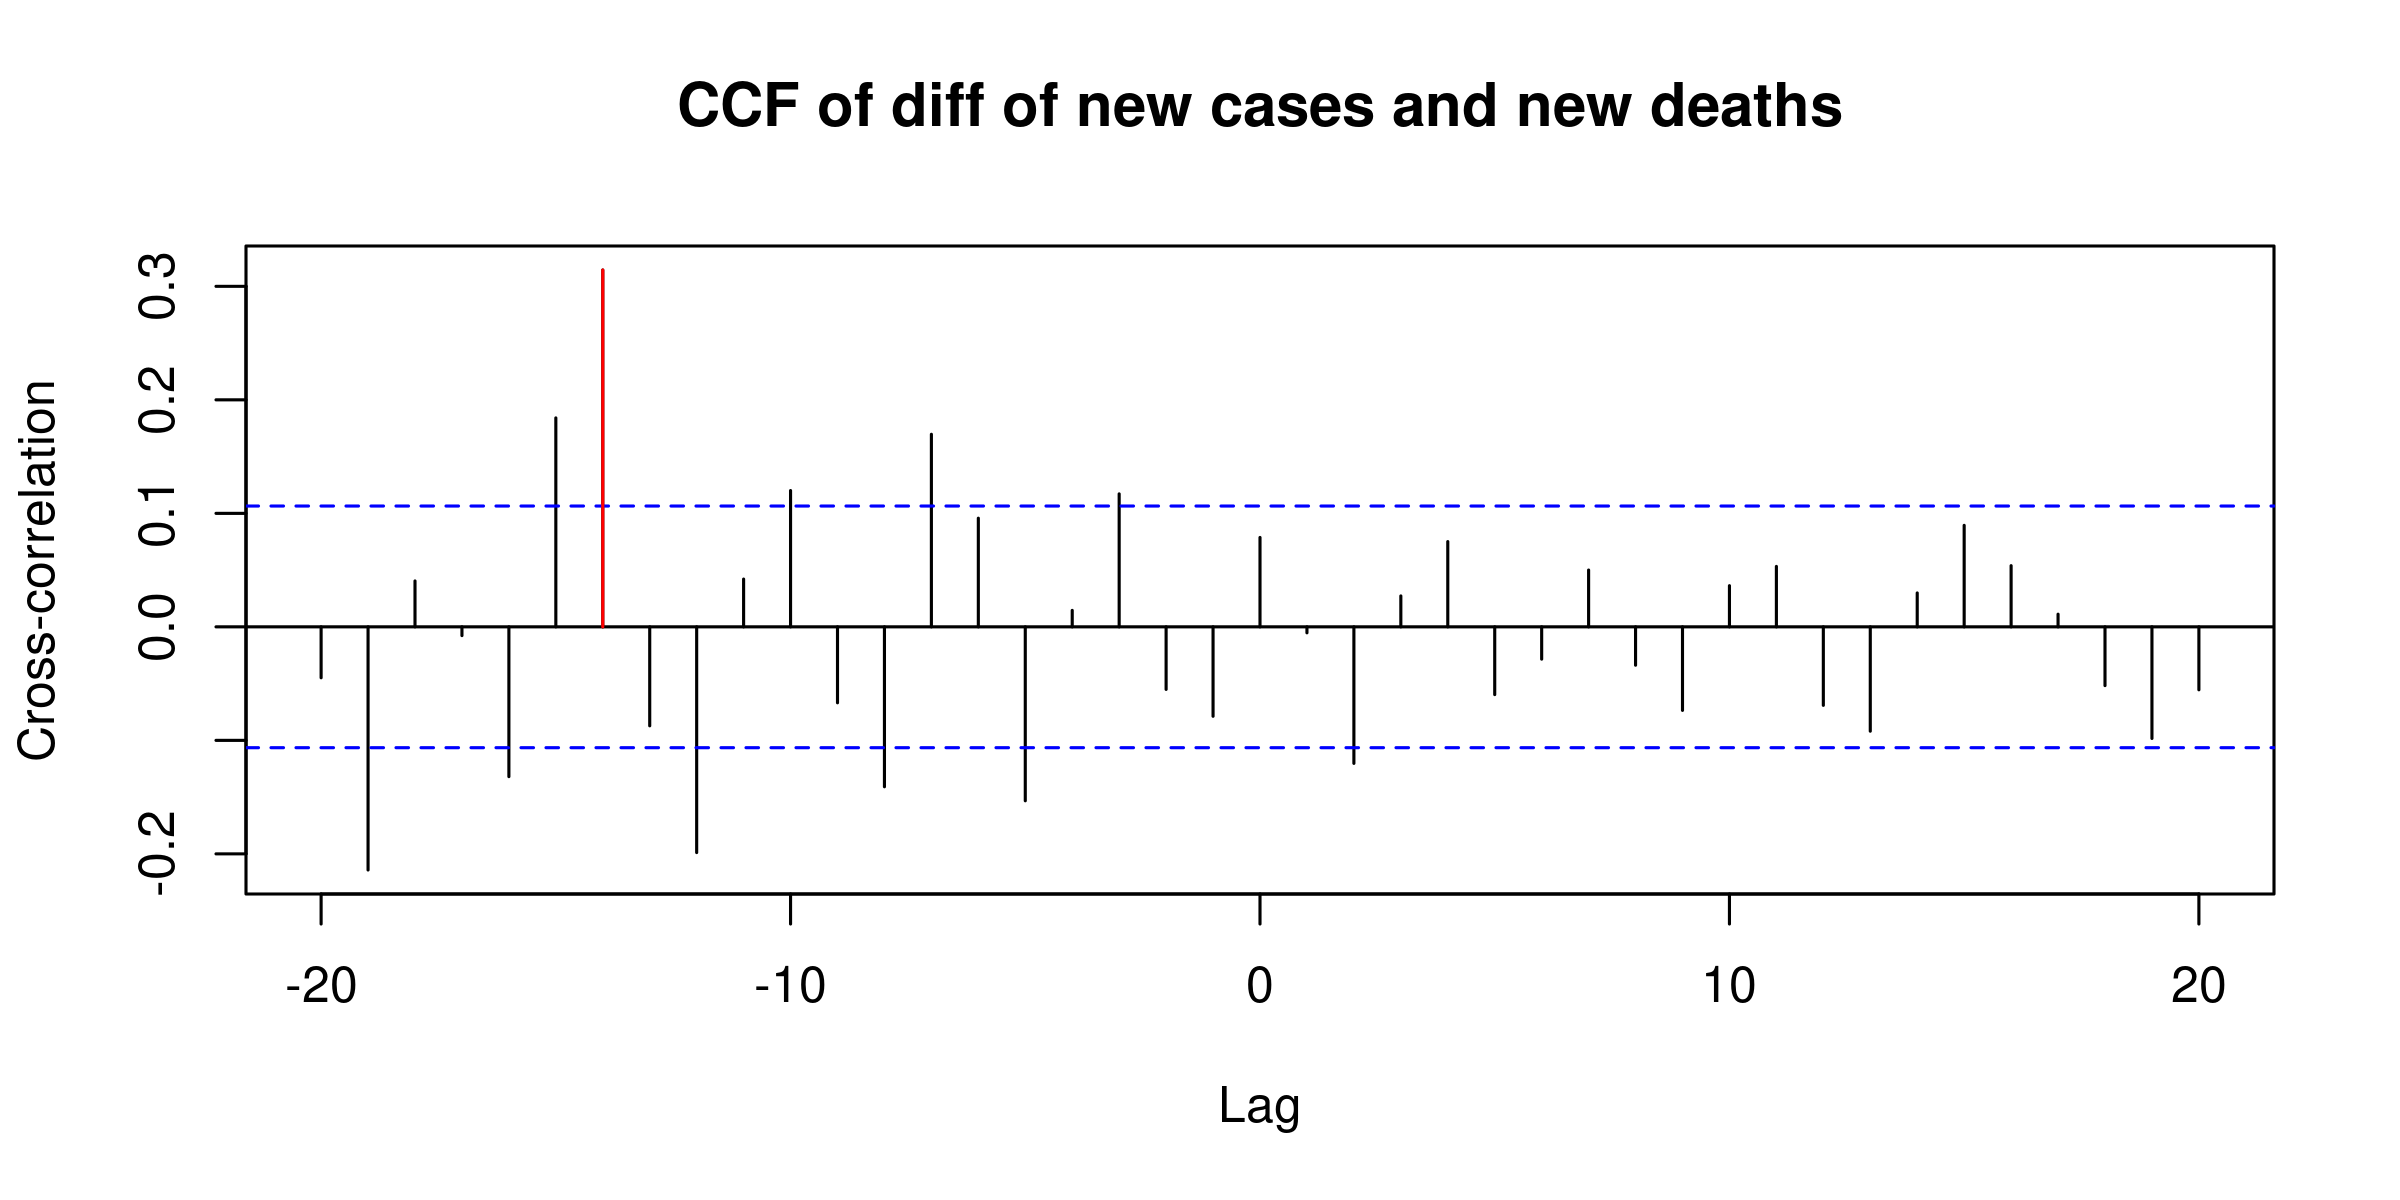 CCF of diff of new cases and new deaths
Cross-correlation
0.3
0.2
0.1
0.0
-0.2
-20 -10 0 10 20
Lag